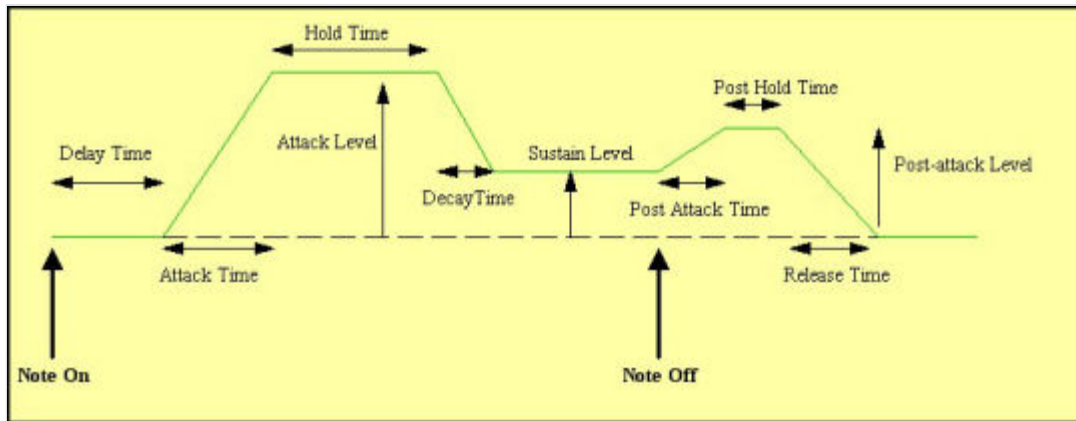 Hold Time
Post Hold Time
Delay Time
Attack Level
Sustain Level
Post-attack Level
DecayTime
Post Attack Time
Attack Time
Release Time
Note On
Note Off